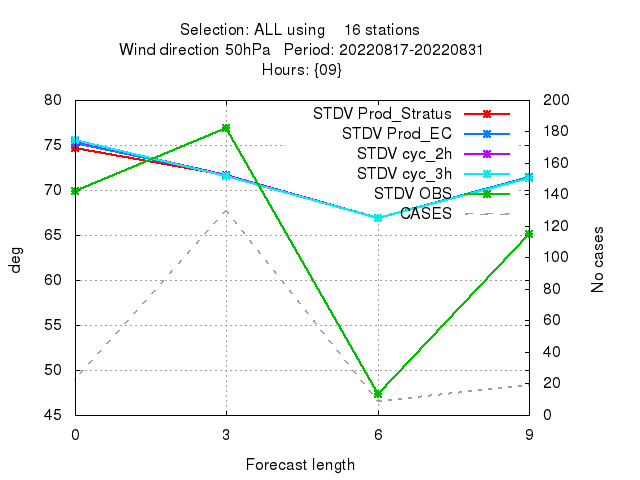 Selection: ALL using 16 stations
Wind direction 50hPa Period: 20220817-20220831
Hours: {09}
STDV Prod_Stratus
STDV Prod_EC
STDV cyc_2h
STDV cyc_3h
STDV OBS
CASES
80
75
70
65
60
55
50
45
deg
200
180
160
140
120
100
80
60
40
20
0
No cases
0 3 6 9
Forecast length